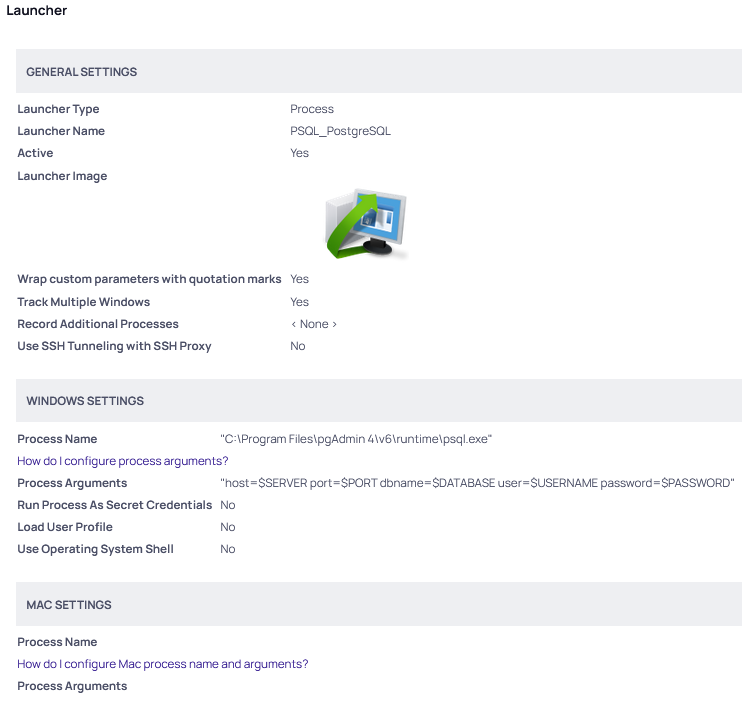 Launcher
GENERAL SETTINGS
Launcher Type Process
Launcher Name PSQL_PostgreSQL
Active Yes
Launcher Image
Wrap custom parameters with quotation marks Yes
Track Multiple Windows Yes
Record Additional Processes < None >
Use SSH Tunneling with SSH Proxy No
WINDOWS SETTINGS
Process Name "C:\Program Files\pgAdmin 4\v6\runtime\psql.exe"
How do I configure process arguments?
Process Arguments "host=$SERVER port=$PORT dbname=$DATABASE user=$USERNAME password=$PASSWORD"
Run Process As Secret Credentials No
Load User Profile No
Use Operating System Shell No
MAC SETTINGS
Process Name
How do I configure Mac process name and arguments?
Process Arguments